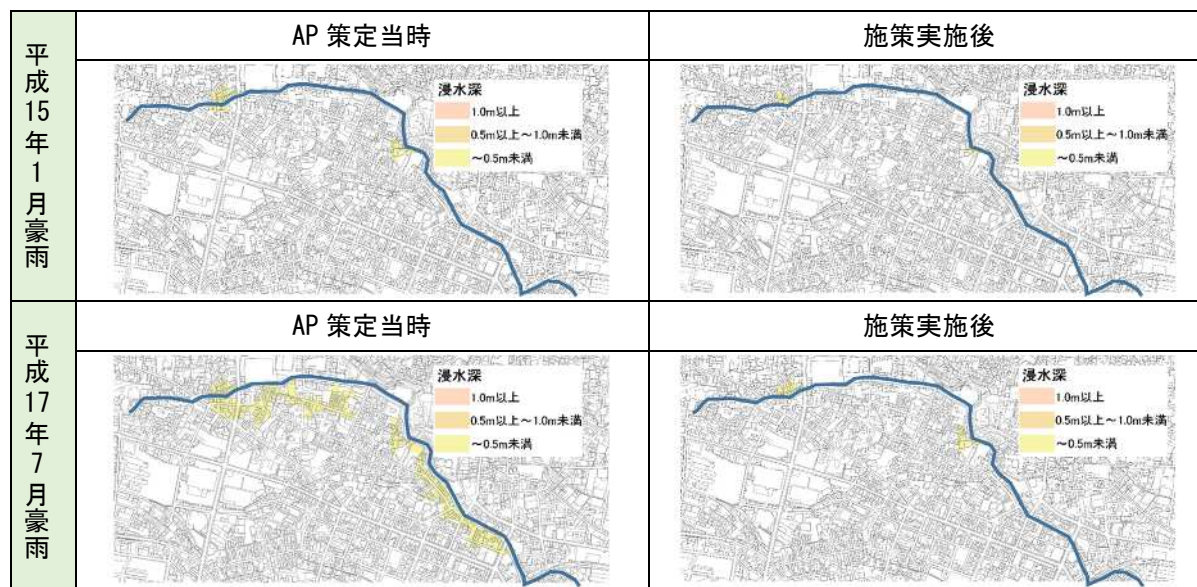 平成15年1月豪雨
AP 策定当時
施策実施後
浸水深
1.0m以上
0.5m以上～1.0m未満
～0.5m未満
浸水深
1.0m以上
0.5m以上～1.0m未満
～0.5m未満
平成17年7月豪雨
AP 策定当時
施策実施後
浸水深
1.0m以上
0.5m以上～1.0m未満
～0.5m未満
浸水深
1.0m以上
0.5m以上～1.0m未満
～0.5m未満